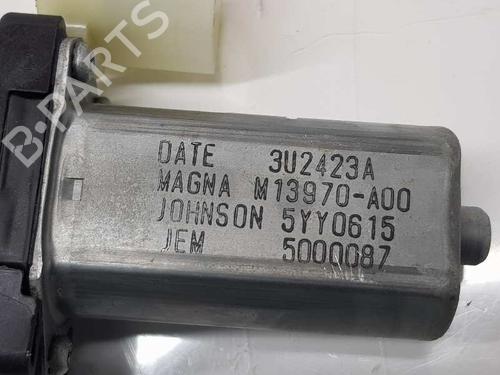 DATE 3U2423A
MAGNA M13970-A00
JOHNSON 5YY0615
JEM 5000087
B-PARTS